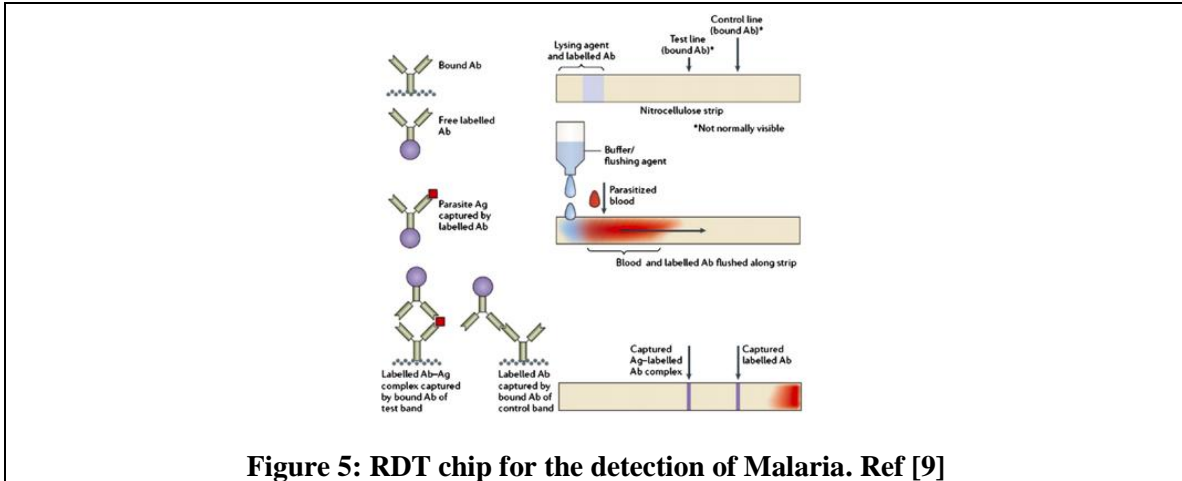 Control line
(bound Ab)*
Test line
(bound Ab)*
Lysing agent
and labelled Ab
Bound Ab
Nitrocellulose strip
*Not normally visible
Free labelled
Ab
Buffer/
flushing agent
Parasitized
blood
Parasite Ag
captured by
labelled Ab
Blood and labelled Ab flushed along strip
Captured
Ag–labelled
Ab complex
Captured
labelled Ab
Labelled Ab–Ag
complex captured
by bound Ab of
test band
Labelled Ab
captured by
bound Ab of
control band
Figure 5: RDT chip for the detection of Malaria. Ref [9]